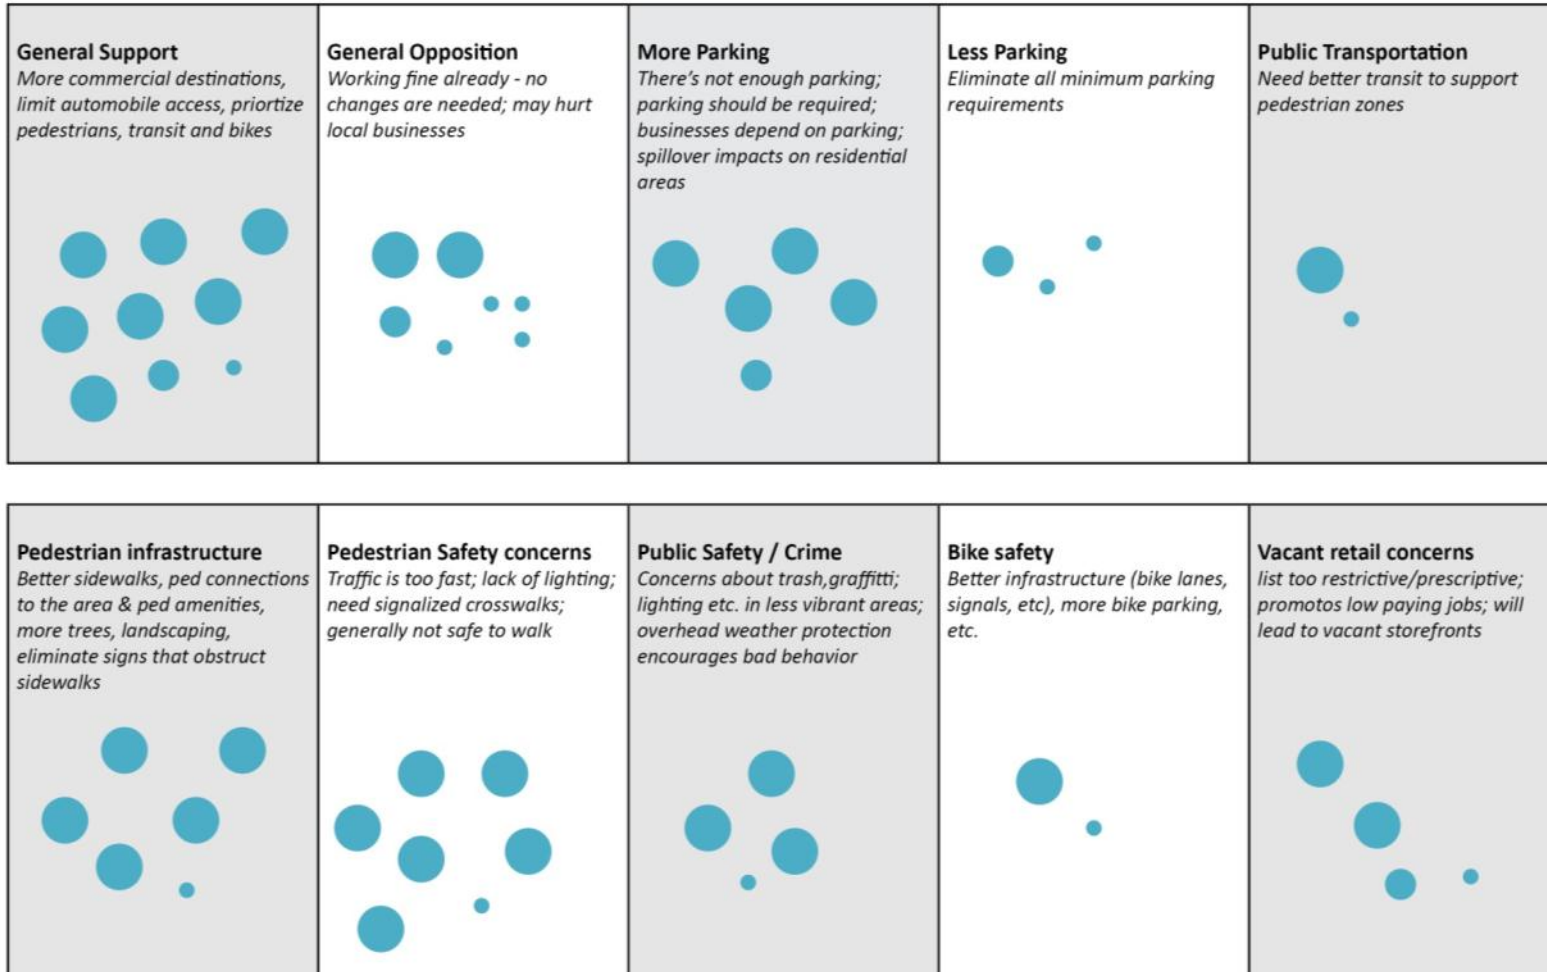 General Support
More commercial destinations,
limit automobile access, priortize
pedestrians, transit and bikes
General Opposition
Working fine already - no
changes are needed; may hurt
local businesses
More Parking
There's not enough parking;
parking should be required;
businesses depend on parking;
spillover impacts on residential
areas
Less Parking
Eliminate all minimum parking
requirements
Public Transportation
Need better transit to support
pedestrian zones
Pedestrian infrastructure
Better sidewalks, ped connections
to the area & ped amenities,
more trees, landscaping,
eliminate signs that obstruct
sidewalks
Pedestrian Safety concerns
Traffic is too fast; lack of lighting;
need signalized crosswalks;
generally not safe to walk
Public Safety / Crime
Concerns about trash,graffitti;
lighting etc. in less vibrant areas;
overhead weather protection
encourages bad behavior
Bike safety
Better infrastructure (bike lanes,
signals, etc), more bike parking,
etc.
Vacant retail concerns
list too restrictive/prescriptive;
promotos low paying jobs; will
lead to vacant storefronts